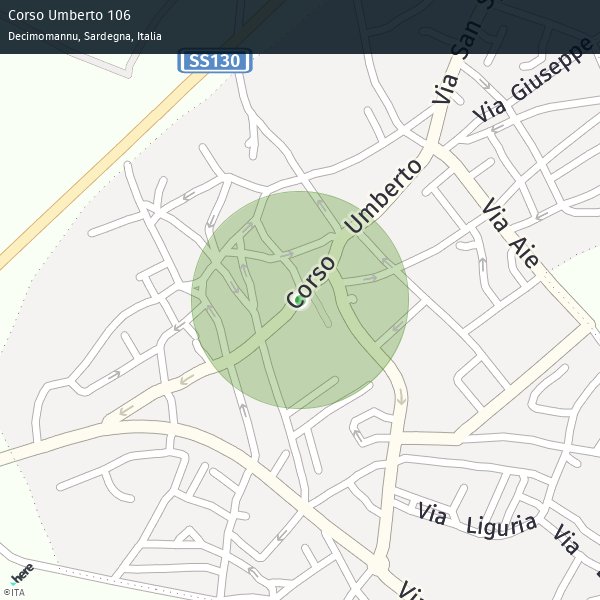 Corso Umberto 106
Decimomannu, Sardegna, Italia
SS130
Via San S
Via Giuseppe
Corso Umberto
Via Aie
Via Liguria
Via
Vi
here
©ITA